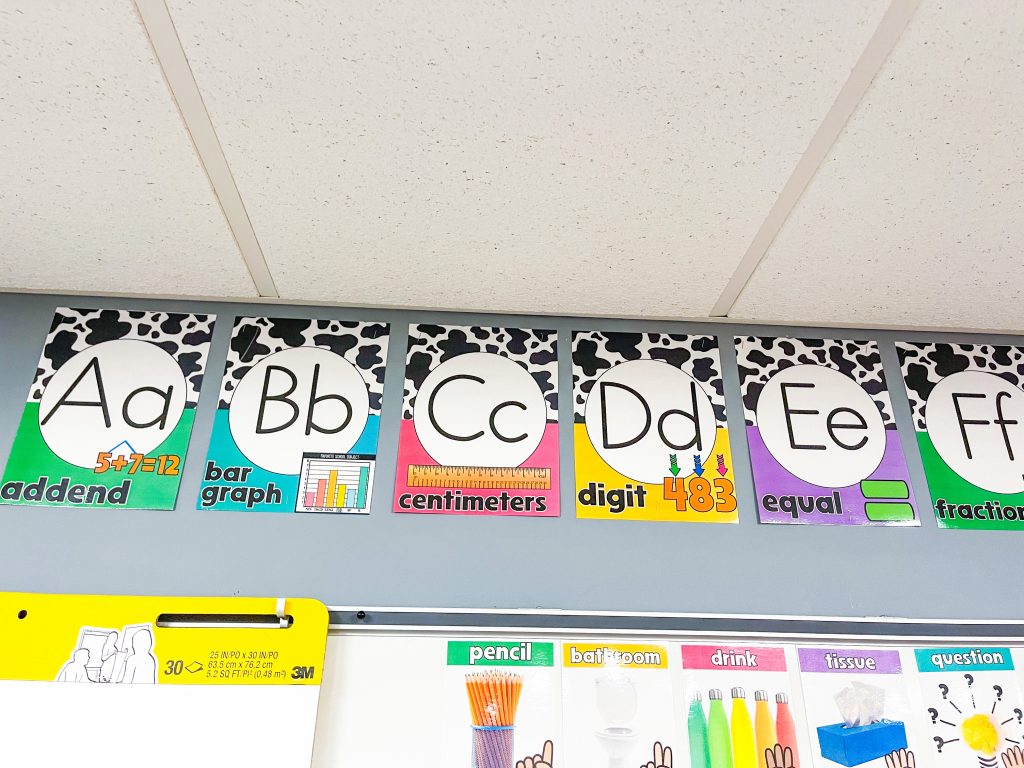 Aa
5+7=12
addend
Bb
bar
graph
Cc
centimeters
Dd
digit 483
Ee
equal
Ff
fraction
30
25 IN/PO x 30 IN/PO
63,5 cm x 76,2 cm
5.2 SQ FT/PI² (0,48 m²)
3M
pencil
bathroom
drink
tissue
question
? ? ? ? ? ?